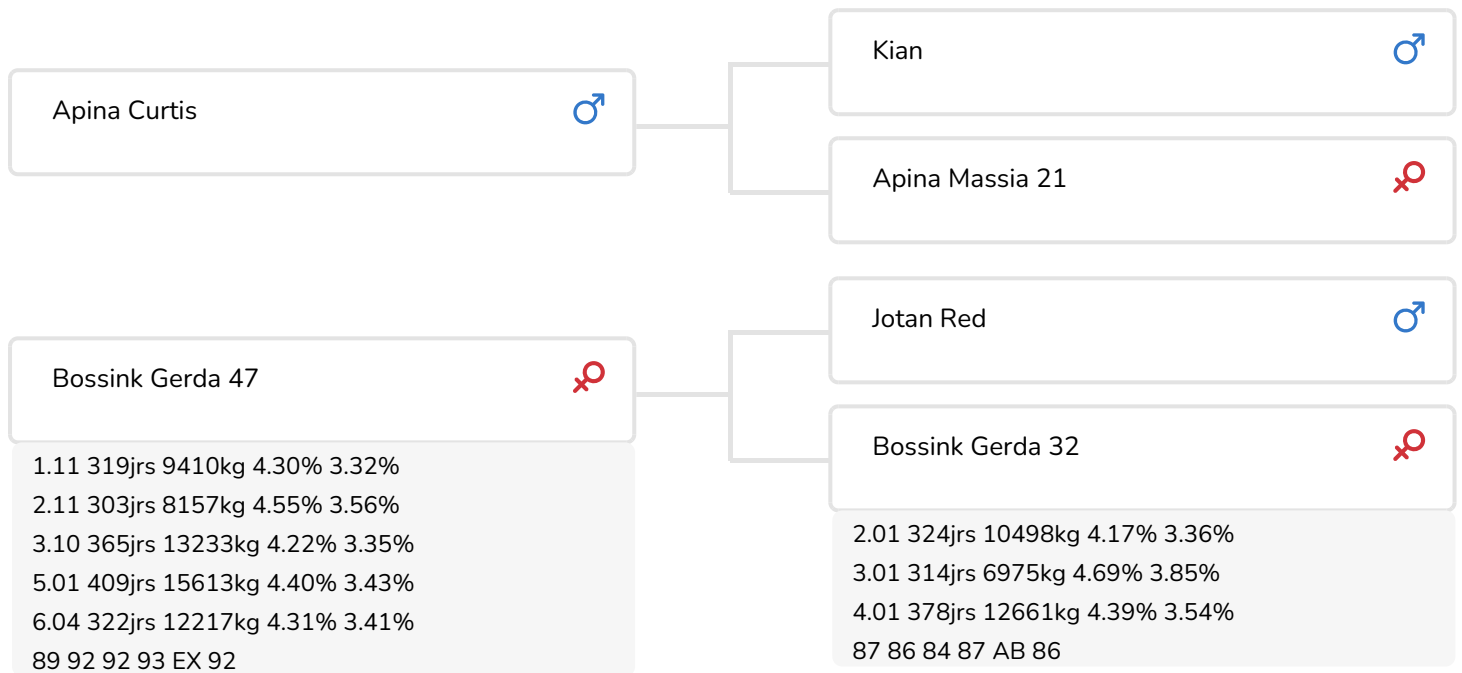 Apina Curtis
Kian
Apina Massia 21
Bossink Gerda 47
1.11 319jrs 9410kg 4.30% 3.32%
2.11 303jrs 8157kg 4.55% 3.56%
3.10 365jrs 13233kg 4.22% 3.35%
5.01 409jrs 15613kg 4.40% 3.43%
6.04 322jrs 12217kg 4.31% 3.41%
89 92 92 93 EX 92
Jotan Red
Bossink Gerda 32
2.01 324jrs 10498kg 4.17% 3.36%
3.01 314jrs 6975kg 4.69% 3.85%
4.01 378jrs 12661kg 4.39% 3.54%
87 86 84 87 AB 86